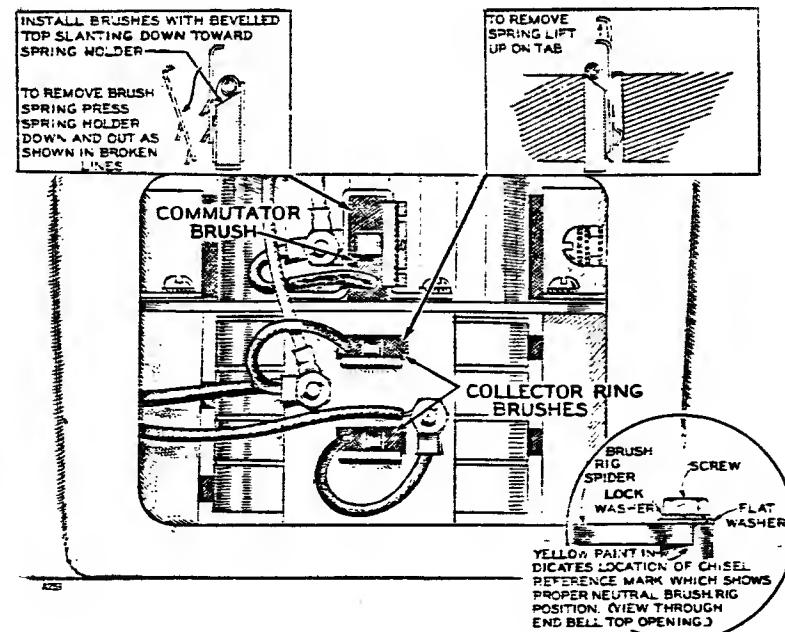 INSTALL BRUSHES WITH BEVELLED
TOP SLANTING DOWN TOWARD
SPRING HOLDER
TO REMOVE BRUSH
SPRING PRESS
SPRING HOLDER
DOWN AND OUT AS
SHOWN IN BROKEN
LINES
TO REMOVE
SPRING LIFT
UP ON TAB
COMMUTATOR
BRUSH
COLLECTOR RING
BRUSHES
BRUSH
RIG
SPIDER
SCREW
LOCK
WASHER
FLAT
WASHER
YELLOW PAINT IN-
DICATES LOCATION OF CHISEL
REFERENCE MARK WHICH SHOWS
PROPER NEUTRAL BRUSH RIG
POSITION. (VIEW THROUGH
END BELL TOP OPENING.)